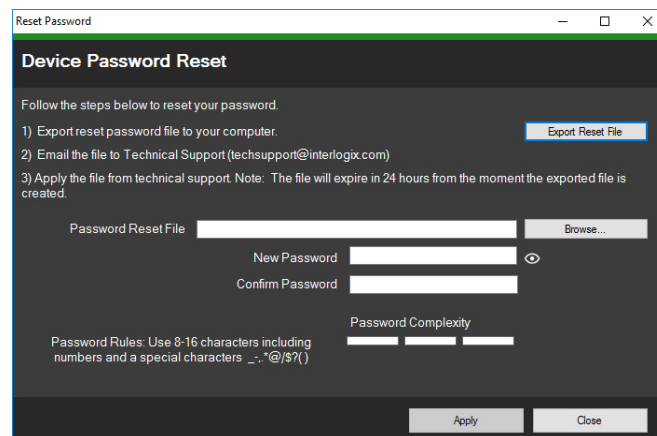 Reset Password
Device Password Reset
Follow the steps below to reset your password.
1) Export reset password file to your computer.
Export Reset File
2) Email the file to Technical Support (techsupport@interlogix.com)
3) Apply the file from technical support. Note: The file will expire in 24 hours from the moment the exported file is
created.
Password Reset File
Browse...
New Password
Confirm Password
Password Complexity
Password Rules: Use 8-16 characters including
numbers and a special characters _-,.*@/$?( )
Apply
Close